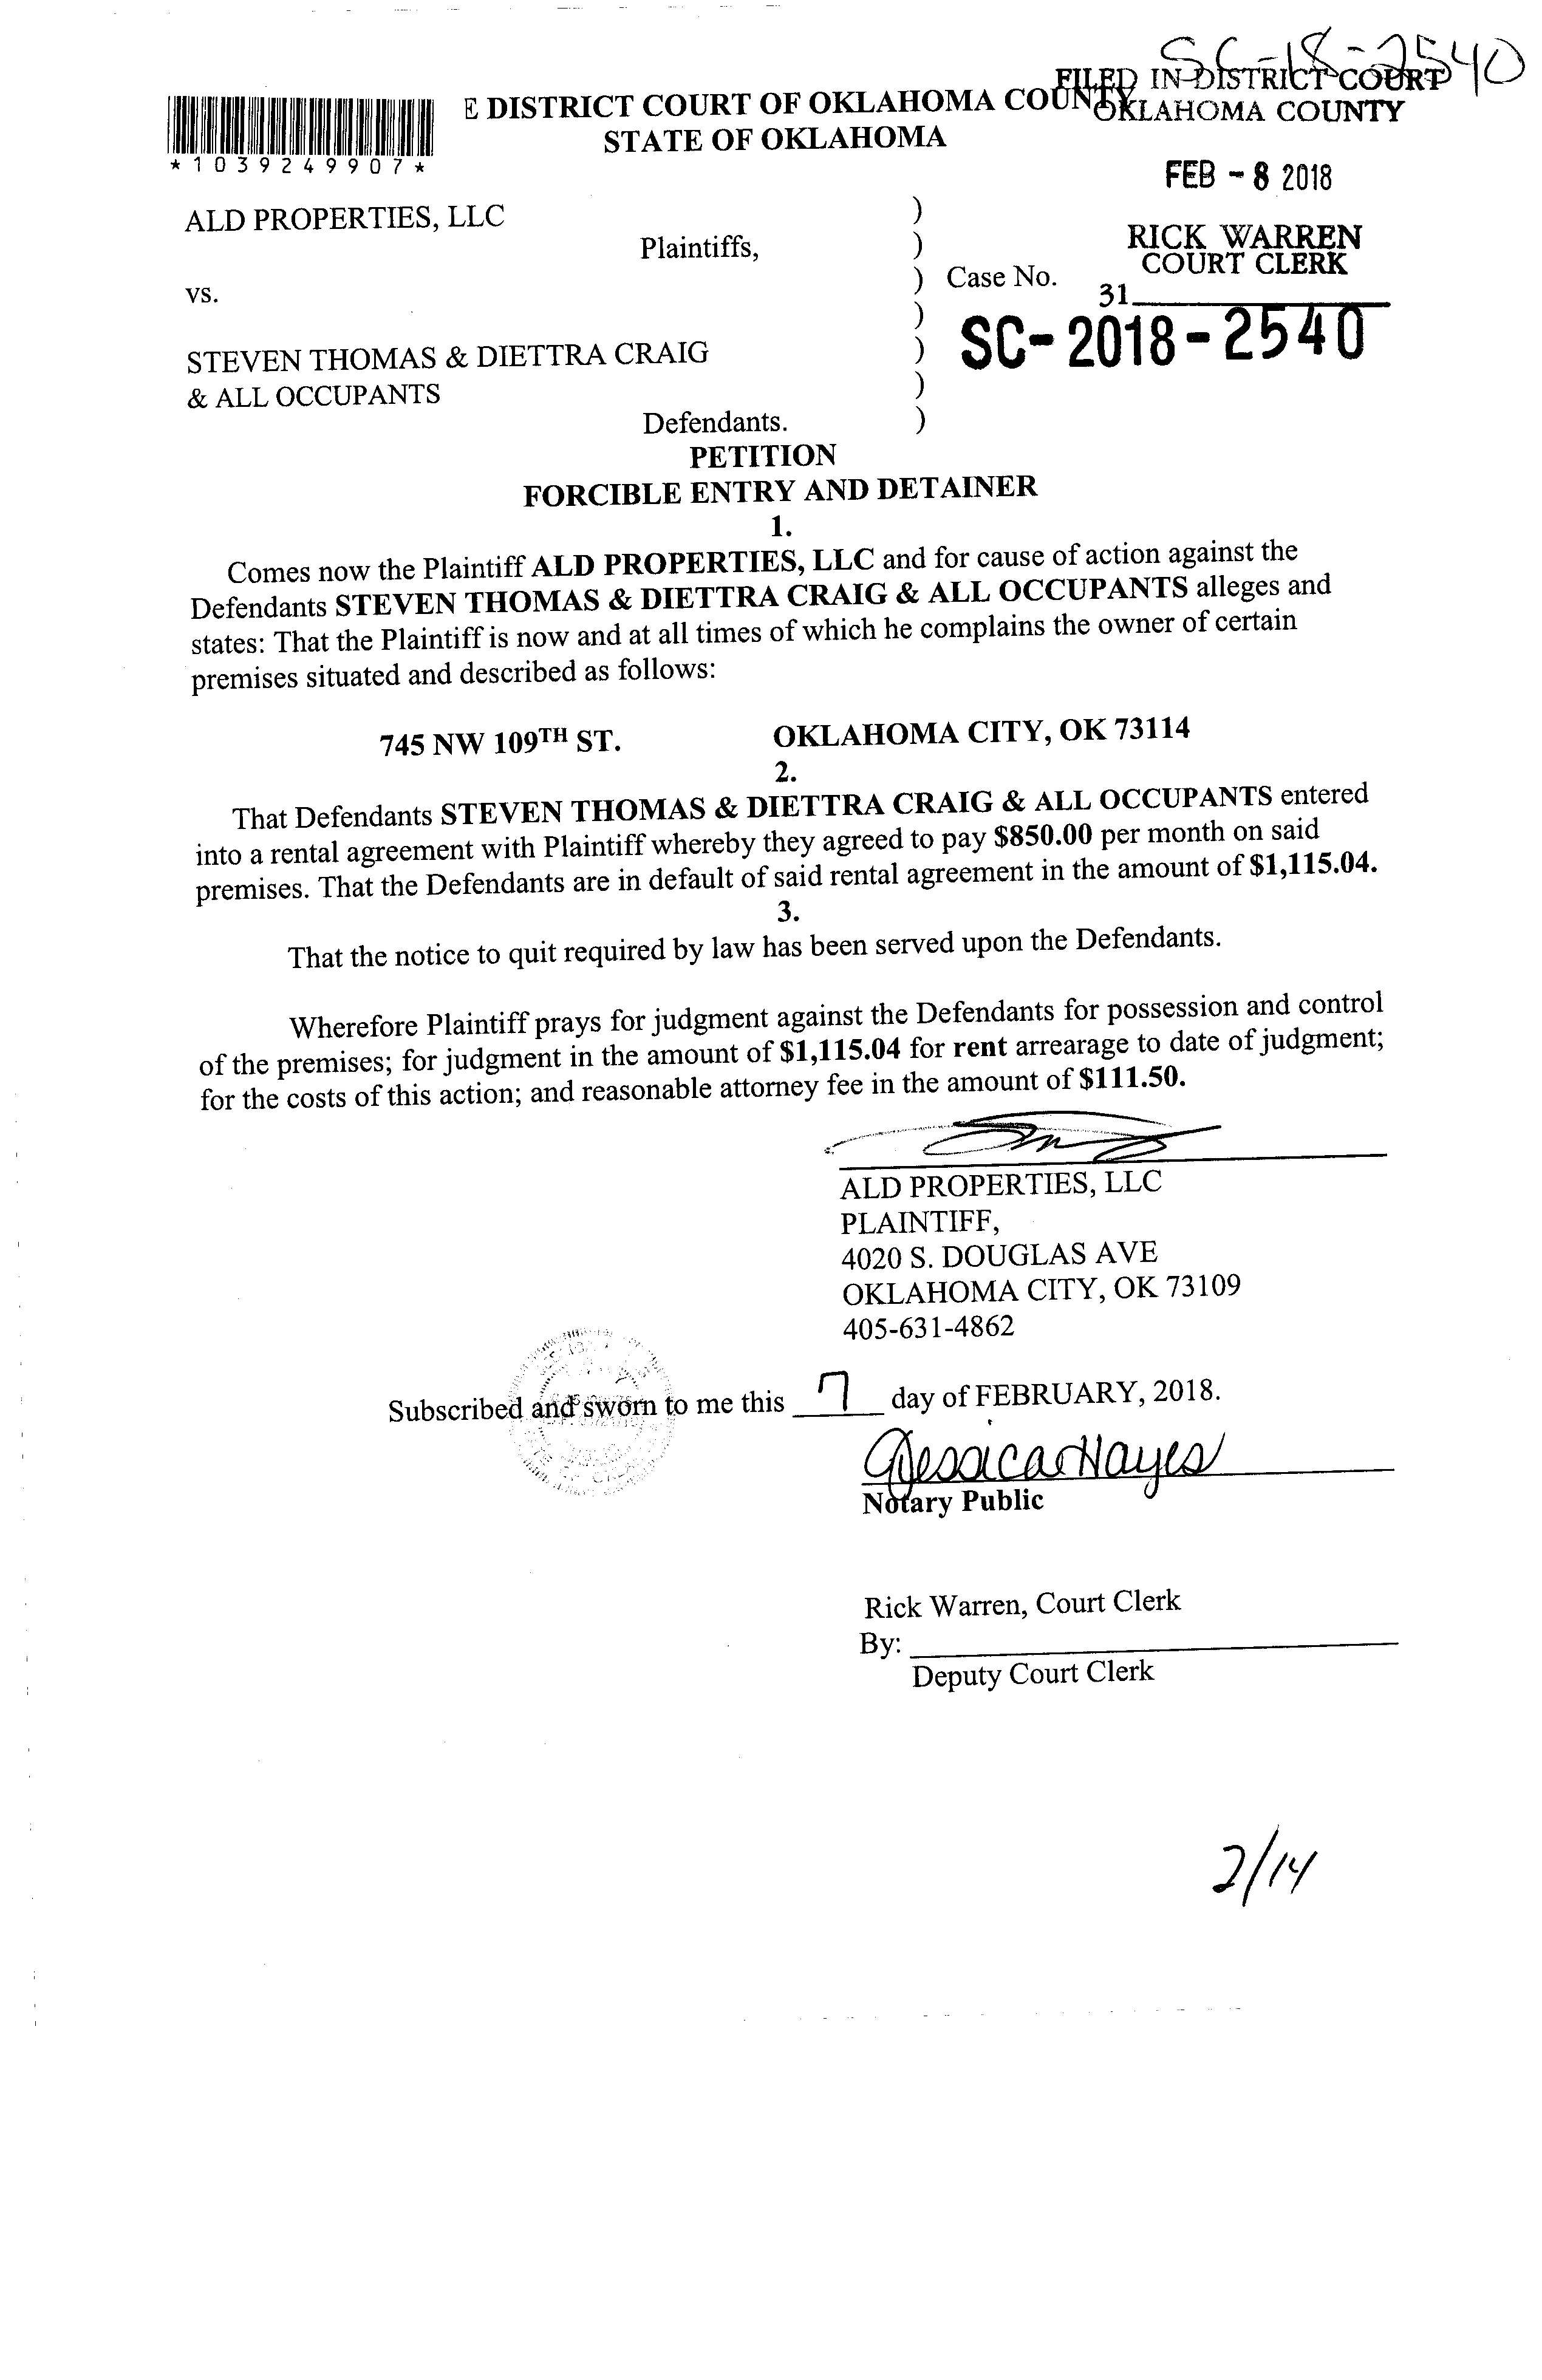 SC-18-2540
FILED IN DISTRICT COURT
OKLAHOMA COUNTY
E DISTRICT COURT OF OKLAHOMA COUNTY
STATE OF OKLAHOMA
*1039249907*
FEB - 8 2018
ALD PROPERTIES, LLC )
Plaintiffs, )
RICK WARREN
COURT CLERK
) Case No.
31
vs.
)
SC-2018-2540
STEVEN THOMAS & DIETTRA CRAIG )
& ALL OCCUPANTS )
Defendants. )
PETITION
FORCIBLE ENTRY AND DETAINER
1.
Comes now the Plaintiff ALD PROPERTIES, LLC and for cause of action against the
Defendants STEVEN THOMAS & DIETTRA CRAIG & ALL OCCUPANTS alleges and
states: That the Plaintiff is now and at all times of which he complains the owner of certain
premises situated and described as follows:
745 NW 109TH ST. OKLAHOMA CITY, OK 73114
2.
That Defendants STEVEN THOMAS & DIETTRA CRAIG & ALL OCCUPANTS entered
into a rental agreement with Plaintiff whereby they agreed to pay $850.00 per month on said
premises. That the Defendants are in default of said rental agreement in the amount of $1,115.04.
3.
That the notice to quit required by law has been served upon the Defendants.
Wherefore Plaintiff prays for judgment against the Defendants for possession and control
of the premises; for judgment in the amount of $1,115.04 for rent arrearage to date of judgment;
for the costs of this action; and reasonable attorney fee in the amount of $111.50.
ALD PROPERTIES, LLC
PLAINTIFF,
4020 S. DOUGLAS AVE
OKLAHOMA CITY, OK 73109
405-631-4862
Subscribed and sworn to me this 7 day of FEBRUARY, 2018.
Jessica Hayes
Notary Public
Rick Warren, Court Clerk
By:
Deputy Court Clerk
2/14